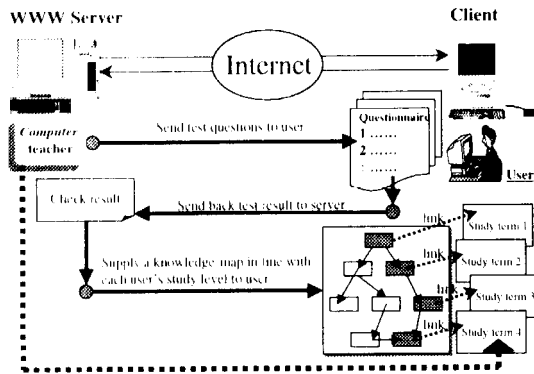 WWW Server
Client
Internet
Computer
teacher
Send test questions to user
Questionnaire
1 ......
2 ......
......
User
Check result
Send back test result to server
link
Study term 1
Supply a knowledge map in line with
each user's study level to user
link
Study term 2
link
Study term 3
link
Study term 4